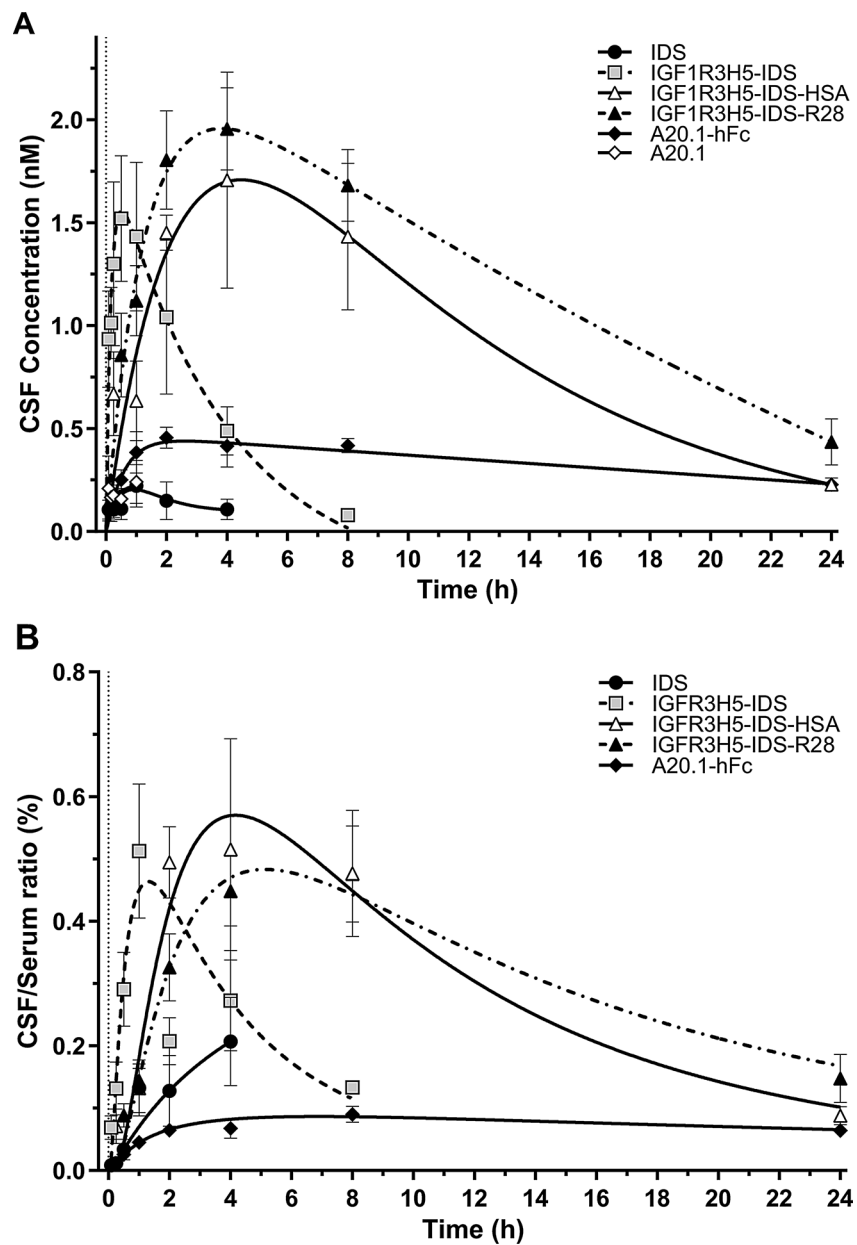 A
IDS
IGF1R3H5-IDS
IGF1R3H5-IDS-HSA
IGF1R3H5-IDS-R28
A20.1-hFc
A20.1
CSF Concentration (nM)
2.0
1.5
1.0
0.5
0.0
0 2 4 6 8 10 12 14 16 18 20 22 24
Time (h)
B
IDS
IGFR3H5-IDS
IGFR3H5-IDS-HSA
IGFR3H5-IDS-R28
A20.1-hFc
CSF/Serum ratio (%)
0.8
0.6
0.4
0.2
0.0
0 2 4 6 8 10 12 14 16 18 20 22 24
Time (h)